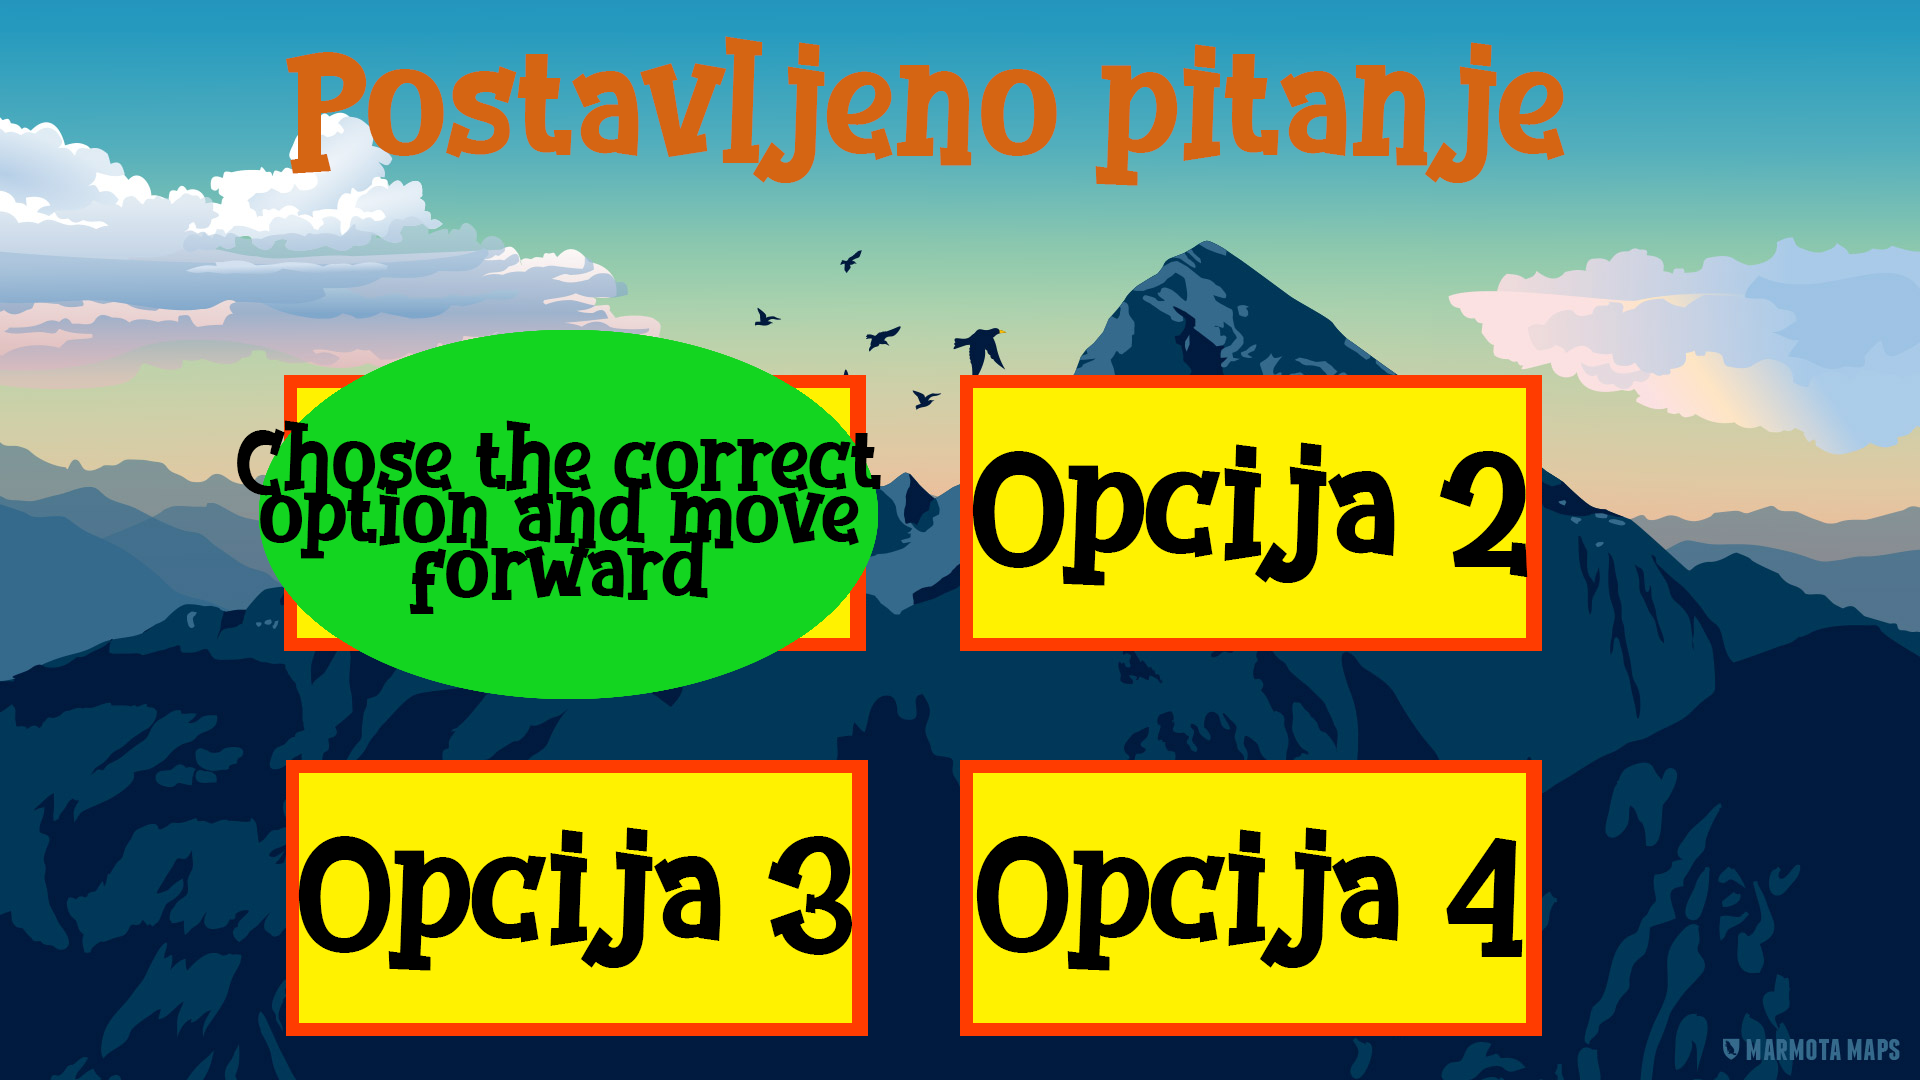 Postavljeno pitanje
Chose the correct
option and move
forward
Opcija 2
Opcija 3
Opcija 4
MARMOTA MAPS